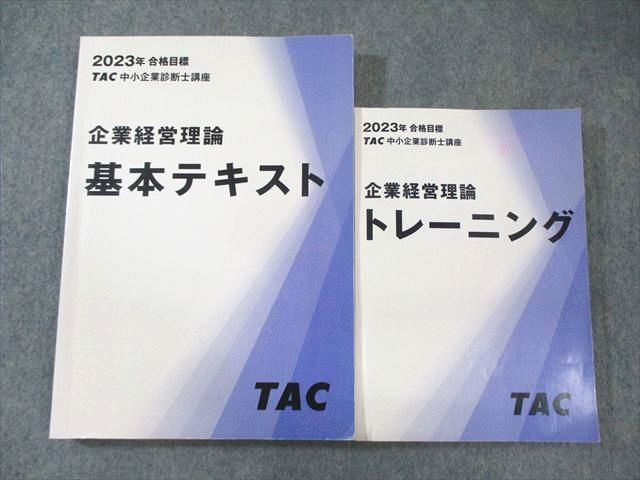 2023年 合格目標
TAC 中小企業診断士講座
企業経営理論
基本テキスト
TAC
2023年 合格目標
TAC 中小企業診断士講座
企業経営理論
トレーニング
TAC